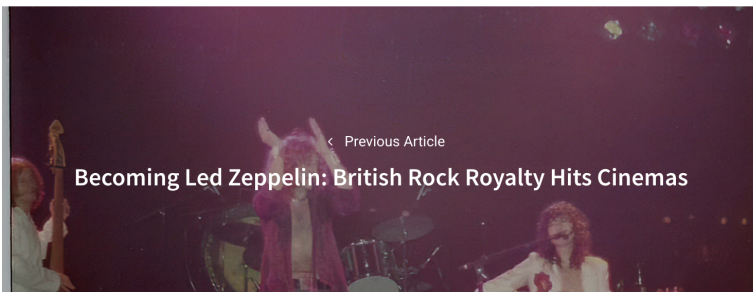 < Previous Article
Becoming Led Zeppelin: British Rock Royalty Hits Cinemas